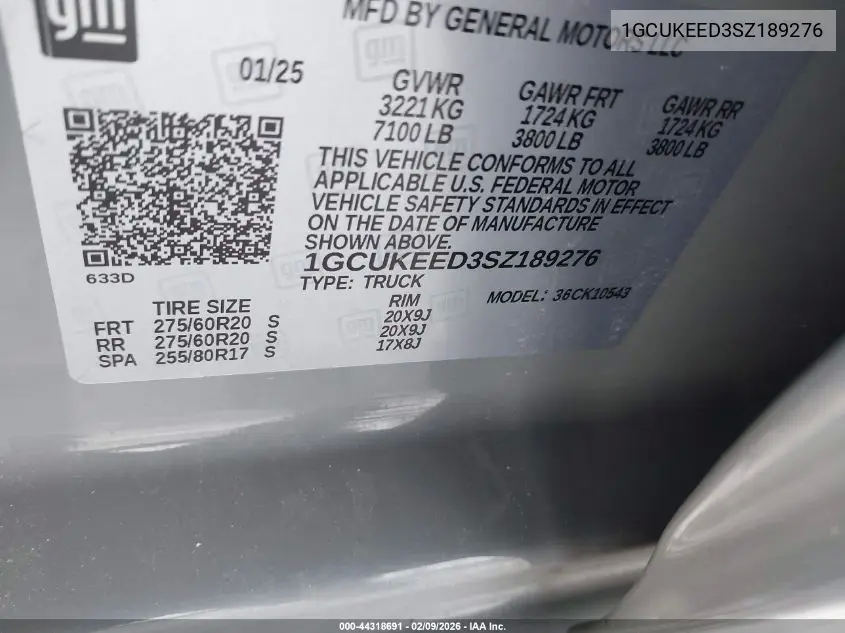 gm
MFD BY GENERAL MOTORS LLC
1GCUKEED3SZ189276
01/25
GVWR
3221 KG
7100 LB
GAWR FRT
1724 KG
3800 LB
GAWR RR
1724 KG
3800 LB
THIS VEHICLE CONFORMS TO ALL
APPLICABLE U.S. FEDERAL MOTOR
VEHICLE SAFETY STANDARDS IN EFFECT
ON THE DATE OF MANUFACTURE
SHOWN ABOVE.
1GCUKEED3SZ189276
TYPE: TRUCK
MODEL: 36CK10543
633D
TIRE SIZE RIM
FRT 275/60R20 S 20X9J
RR 275/60R20 S 20X9J
SPA 255/80R17 S 17X8J
000-44318691 | 02/09/2026 - IAA Inc.